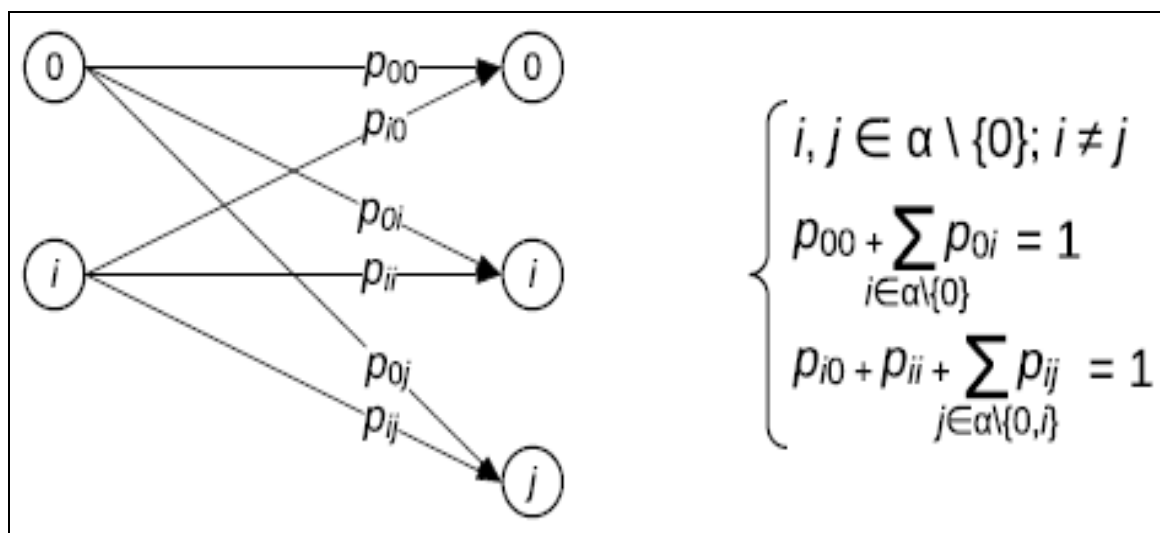 0
p00
0
pi0
p0i
i
pii
i
p0j
pij
j
i, j ∈ α \ {0}; i ≠ j
p00 + ∑ p0i = 1
i∈α\{0}
pi0 + pii + ∑ pij = 1
j∈α\{0,i}